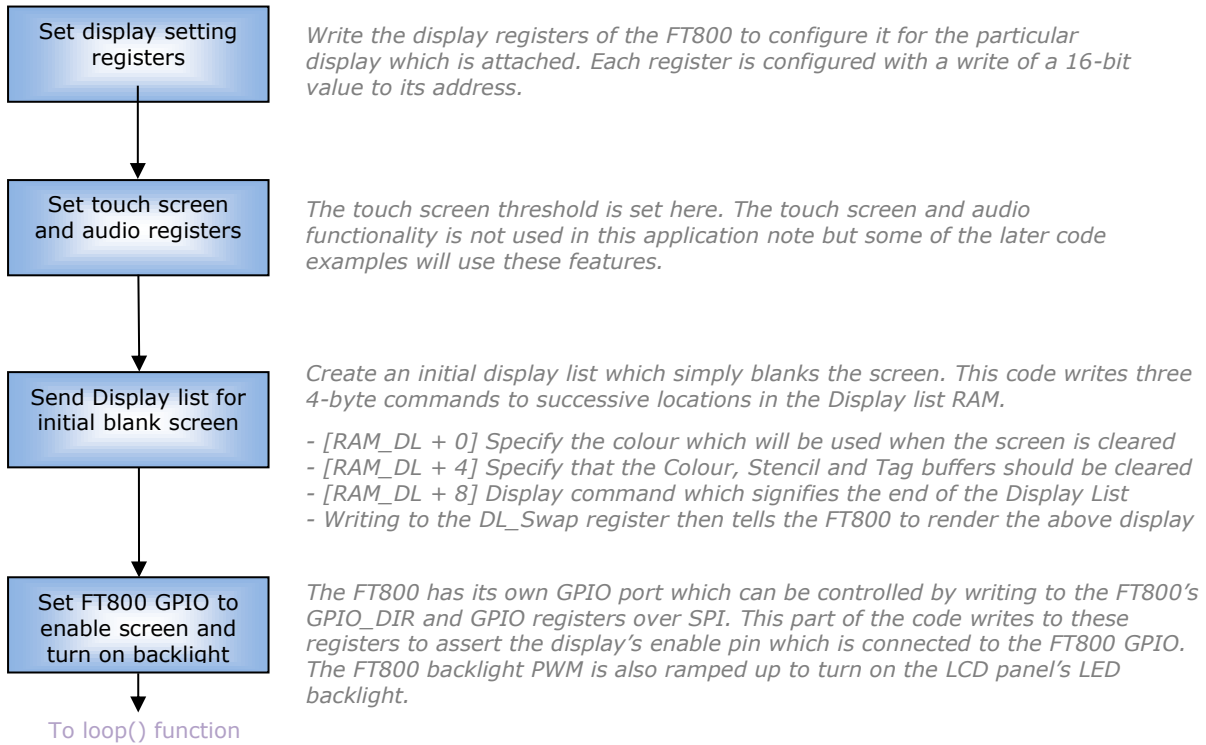 Set display setting
registers
Write the display registers of the FT800 to configure it for the particular
display which is attached. Each register is configured with a write of a 16-bit
value to its address.
Set touch screen
and audio registers
The touch screen threshold is set here. The touch screen and audio
functionality is not used in this application note but some of the later code
examples will use these features.
Send Display list for
initial blank screen
Create an initial display list which simply blanks the screen. This code writes three
4-byte commands to successive locations in the Display list RAM.
- [RAM_DL + 0] Specify the colour which will be used when the screen is cleared
- [RAM_DL + 4] Specify that the Colour, Stencil and Tag buffers should be cleared
- [RAM_DL + 8] Display command which signifies the end of the Display List
- Writing to the DL_Swap register then tells the FT800 to render the above display
Set FT800 GPIO to
enable screen and
turn on backlight
The FT800 has its own GPIO port which can be controlled by writing to the FT800's
GPIO_DIR and GPIO registers over SPI. This part of the code writes to these
registers to assert the display's enable pin which is connected to the FT800 GPIO.
The FT800 backlight PWM is also ramped up to turn on the LCD panel's LED
backlight.
To loop() function